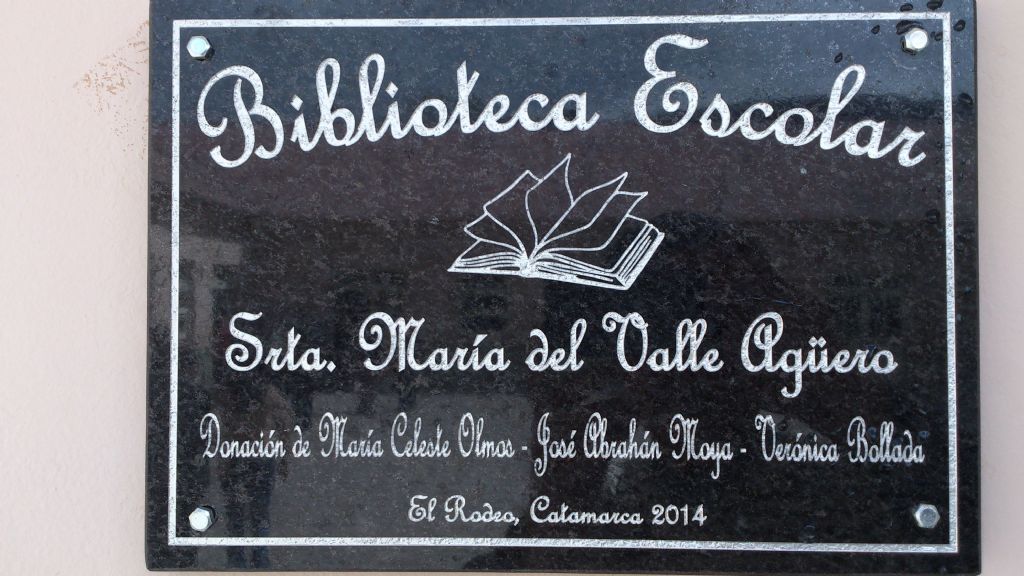 Biblioteca Escolar
Srta. María del Valle Agüero
Donación de María Celeste Olmos - José Abrahán Moya - Verónica Bollada
El Rodeo, Catamarca 2014